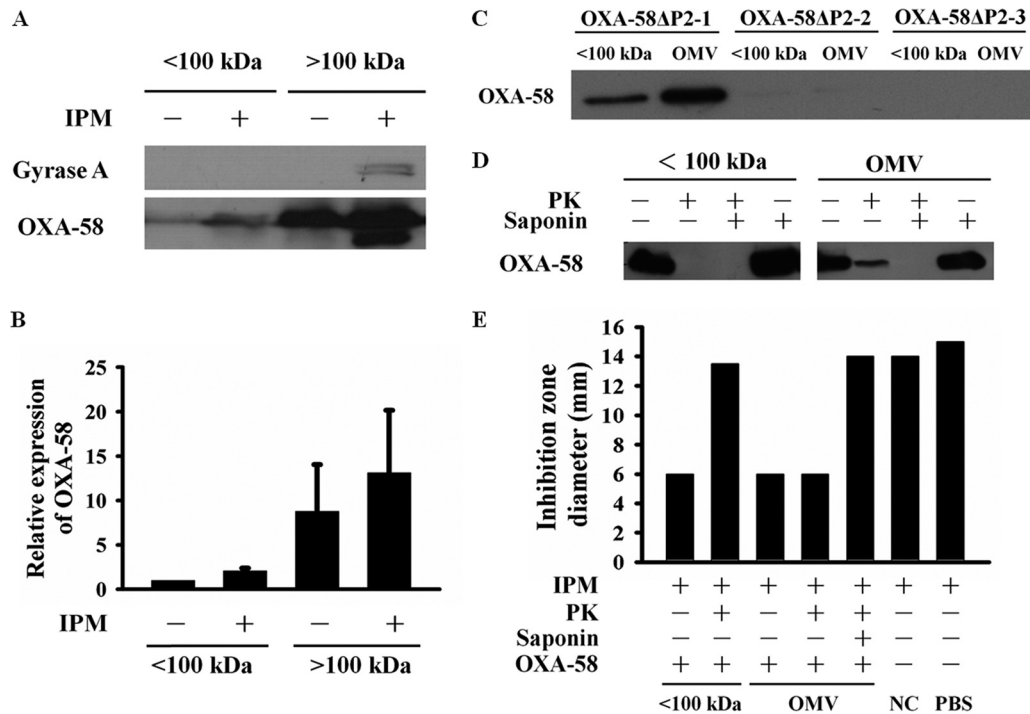 A
<100 kDa >100 kDa
IPM − + − +
Gyrase A
OXA-58
B
Relative expression
of OXA-58
25
20
15
10
5
0
IPM − + − +
<100 kDa >100 kDa
C
OXA-58ΔP2-1 OXA-58ΔP2-2 OXA-58ΔP2-3
<100 kDa OMV <100 kDa OMV <100 kDa OMV
OXA-58
D
< 100 kDa OMV
PK − + + − − + + −
Saponin − − + + − − + +
OXA-58
E
Inhibition zone
diameter (mm)
16
14
12
10
8
6
4
2
0
IPM + + + + + + +
PK − + − + + − −
Saponin − − − − + − −
OXA-58 + + + + + − −
<100 kDa OMV NC PBS